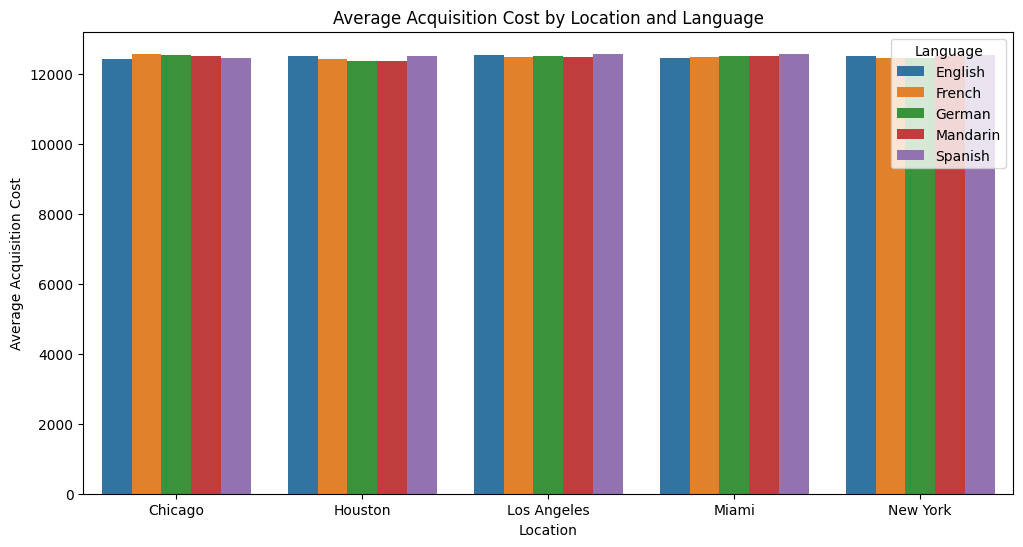 Average Acquisition Cost by Location and Language
Language
English
French
German
Mandarin
Spanish
Average Acquisition Cost
12000
10000
8000
6000
4000
2000
0
Chicago
Houston
Los Angeles
Miami
New York
Location